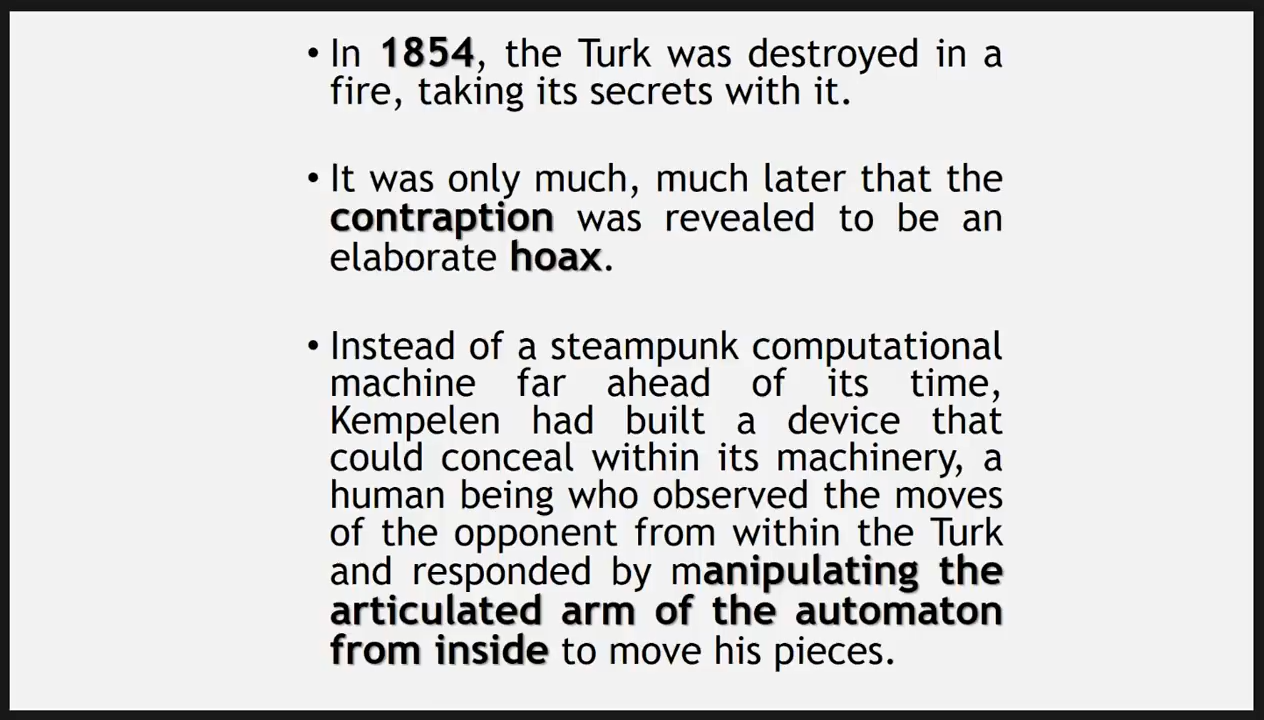 • In 1854, the Turk was destroyed in a
fire, taking its secrets with it.
• It was only much, much later that the
contraption was revealed to be an
elaborate hoax.
• Instead of a steampunk computational
machine far ahead of its time,
Kempelen had built a device that
could conceal within its machinery, a
human being who observed the moves
of the opponent from within the Turk
and responded by manipulating the
articulated arm of the automaton
from inside to move his pieces.